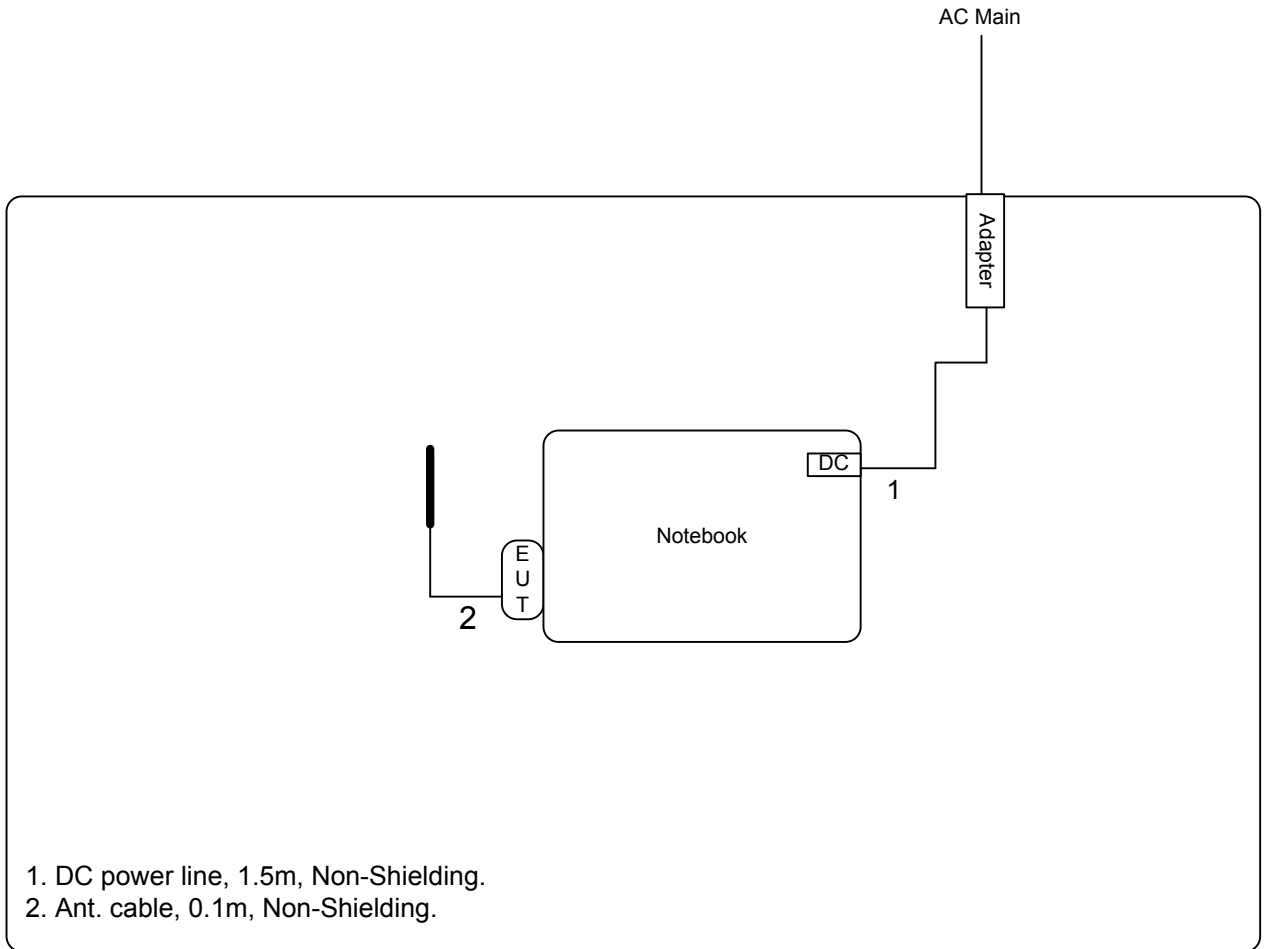 AC Main
Adapter
DC
1
Notebook
E
U
T
2
1. DC power line, 1.5m, Non-Shielding.
2. Ant. cable, 0.1m, Non-Shielding.